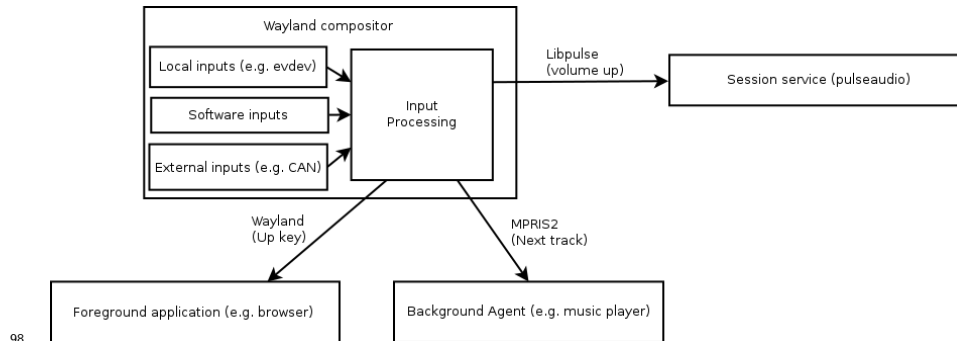 Wayland compositor
Local inputs (e.g. evdev)
Software inputs
External inputs (e.g. CAN)
Input
Processing
Libpulse
(volume up)
Session service (pulseaudio)
Wayland
(Up key)
MPRIS2
(Next track)
Foreground application (e.g. browser)
Background Agent (e.g. music player)
98